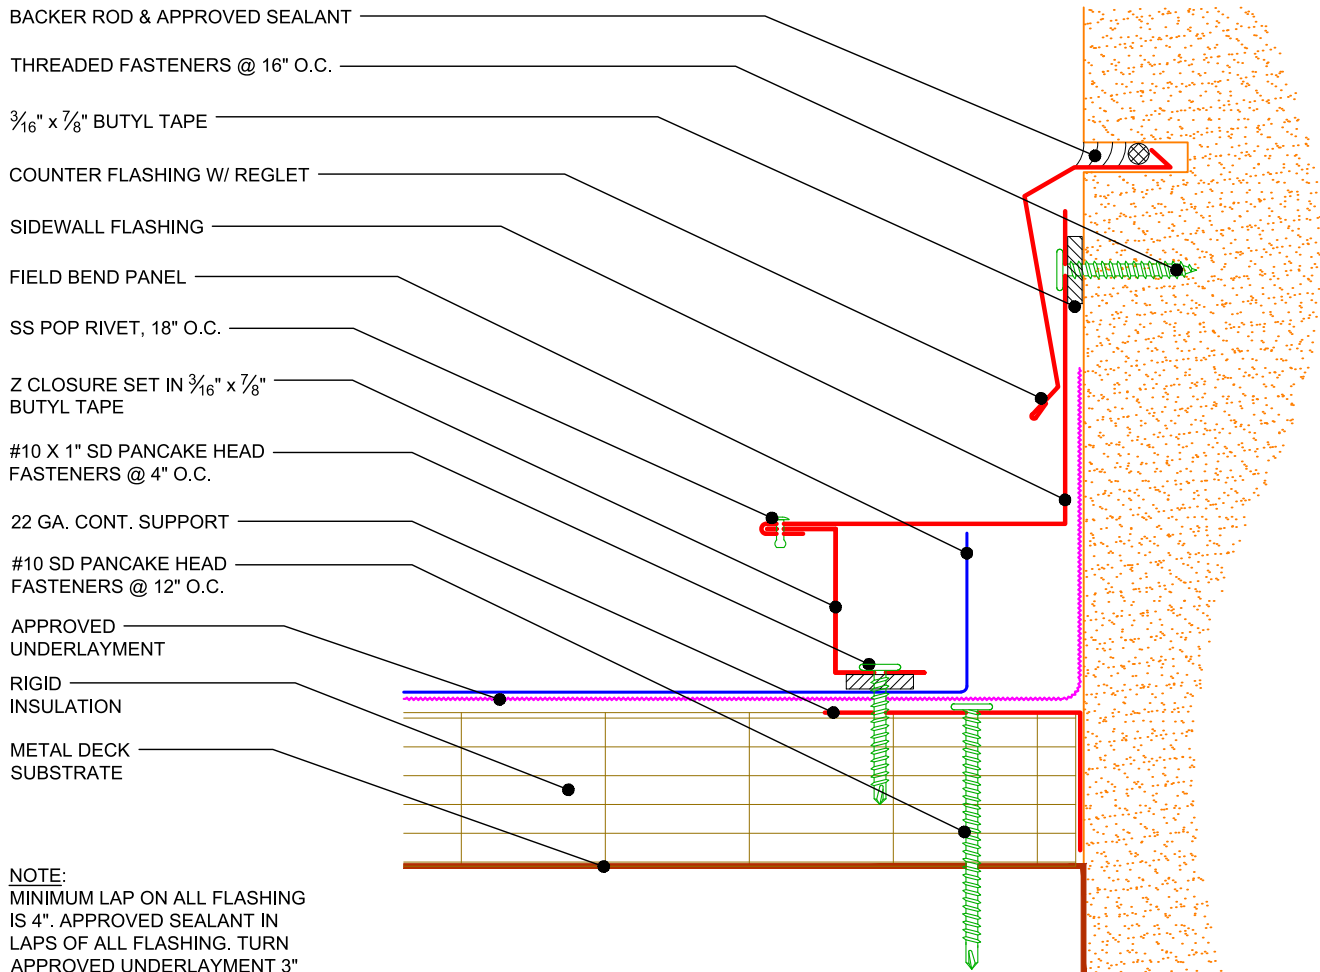 BACKER ROD & APPROVED SEALANT
THREADED FASTENERS @ 16" O.C.
3/16" x 7/8" BUTYL TAPE
COUNTER FLASHING W/ REGLET
SIDEWALL FLASHING
FIELD BEND PANEL
SS POP RIVET, 18" O.C.
Z CLOSURE SET IN 3/16" x 7/8"
BUTYL TAPE
#10 X 1" SD PANCAKE HEAD
FASTENERS @ 4" O.C.
22 GA. CONT. SUPPORT
#10 SD PANCAKE HEAD
FASTENERS @ 12" O.C.
APPROVED
UNDERLAYMENT
RIGID
INSULATION
METAL DECK
SUBSTRATE
NOTE:
MINIMUM LAP ON ALL FLASHING
IS 4". APPROVED SEALANT IN
LAPS OF ALL FLASHING. TURN
APPROVED UNDERLAYMENT 3"